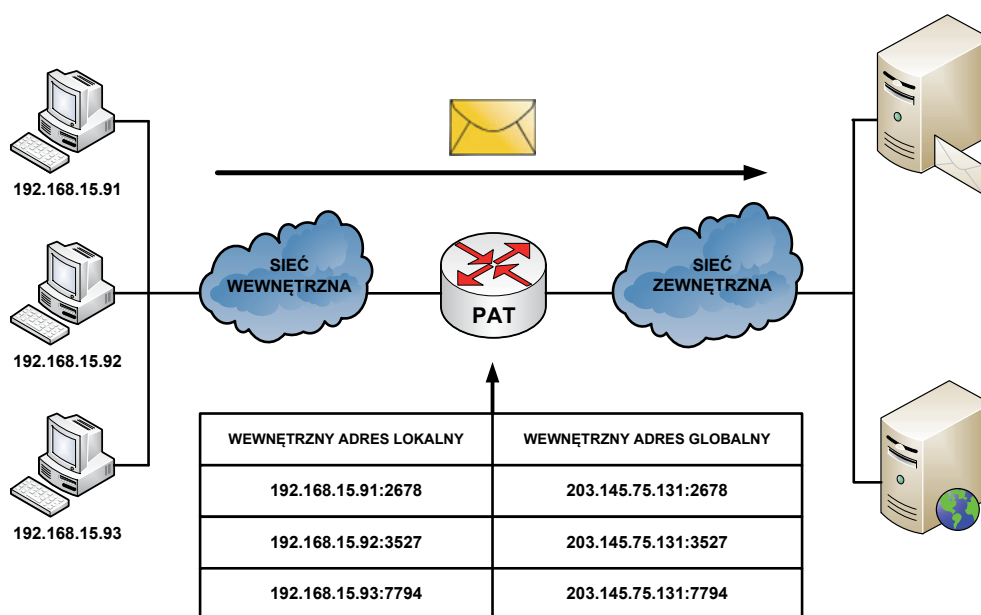 192.168.15.91
192.168.15.92
192.168.15.93
SIEĆ
WEWNĘTRZNA
PAT
SIEĆ
ZEWNĘTRZNA
WEWNĘTRZNY ADRES LOKALNY
WEWNĘTRZNY ADRES GLOBALNY
192.168.15.91:2678
203.145.75.131:2678
192.168.15.92:3527
203.145.75.131:3527
192.168.15.93:7794
203.145.75.131:7794